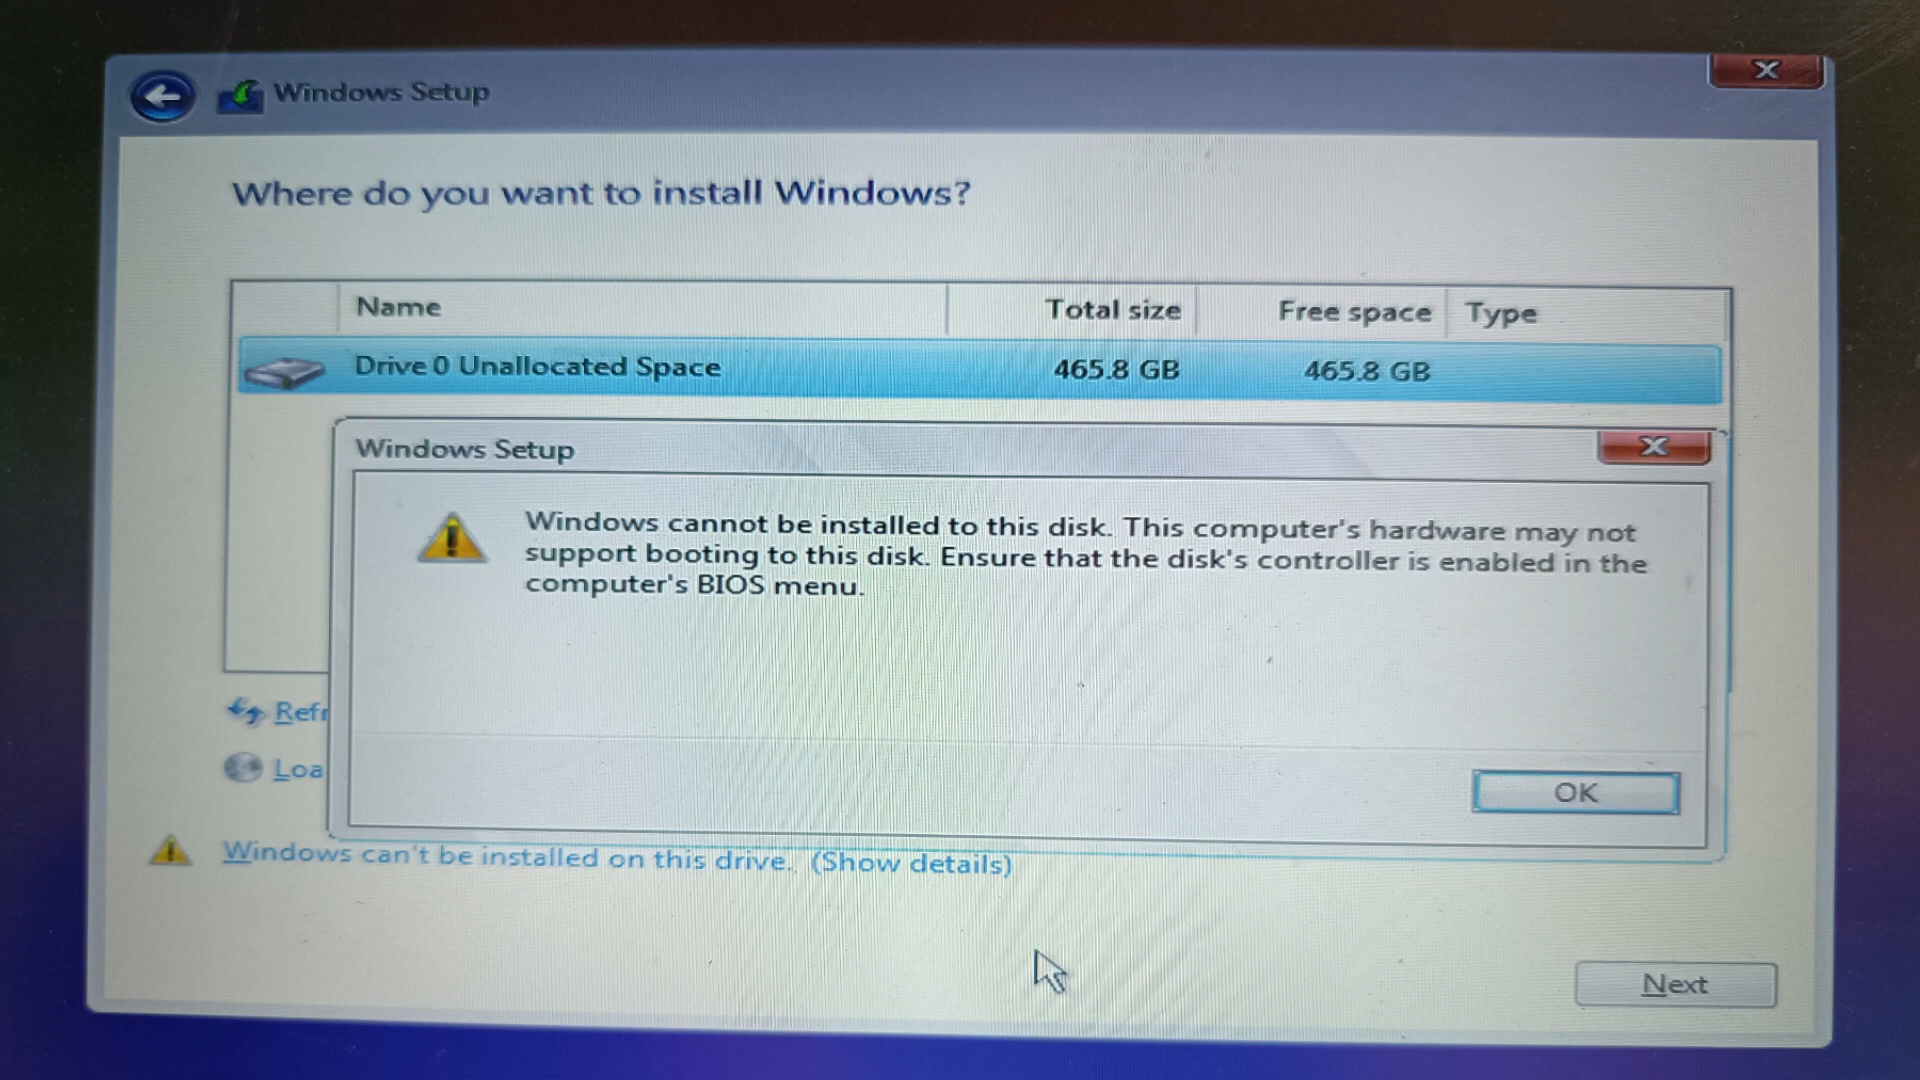 Windows Setup
Where do you want to install Windows?
Name Total size Free space Type
Drive 0 Unallocated Space 465.8 GB 465.8 GB
Windows Setup
Windows cannot be installed to this disk. This computer's hardware may not
support booting to this disk. Ensure that the disk's controller is enabled in the
computer's BIOS menu.
Refr
Loa
OK
Windows can't be installed on this drive. (Show details)
Next